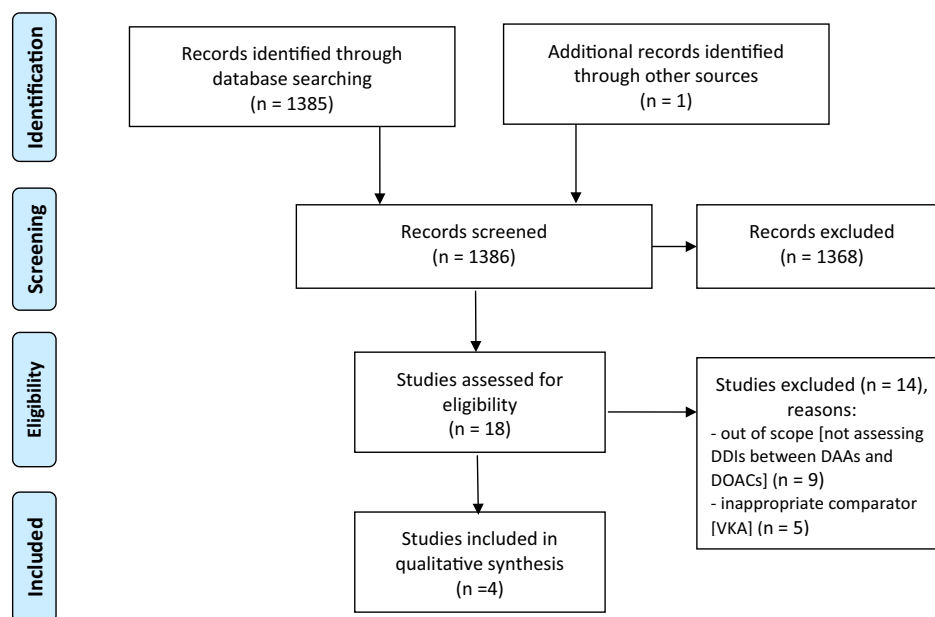 Identification
Records identified through
database searching
(n = 1385)
Additional records identified
through other sources
(n = 1)
Screening
Records screened
(n = 1386)
Records excluded
(n = 1368)
Eligibility
Studies assessed for
eligibility
(n = 18)
Studies excluded (n = 14),
reasons:
- out of scope [not assessing
DDIs between DAAs and
DOACs] (n = 9)
- inappropriate comparator
[VKA] (n = 5)
Included
Studies included in
qualitative synthesis
(n =4)